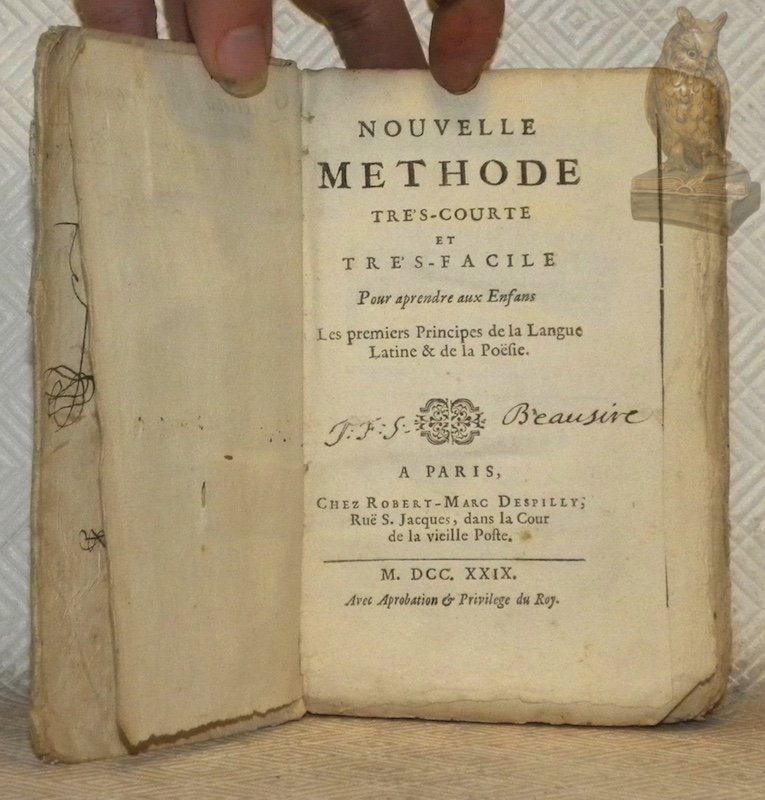 NOUVELLE
METHODE
TRE'S-COURTE
ET
TRE'S-FACILE
Pour aprendre aux Enfans
Les premiers Principes de la Langue
Latine & de la Poësie.
J: F: S- Beausire
A PARIS,
CHEZ ROBERT-MARC DESPILLY,
Ruë S. Jacques, dans la Cour
de la vieille Poste.
M. DCC. XXIX.
Avec Aprobation & Privilege du Roy.